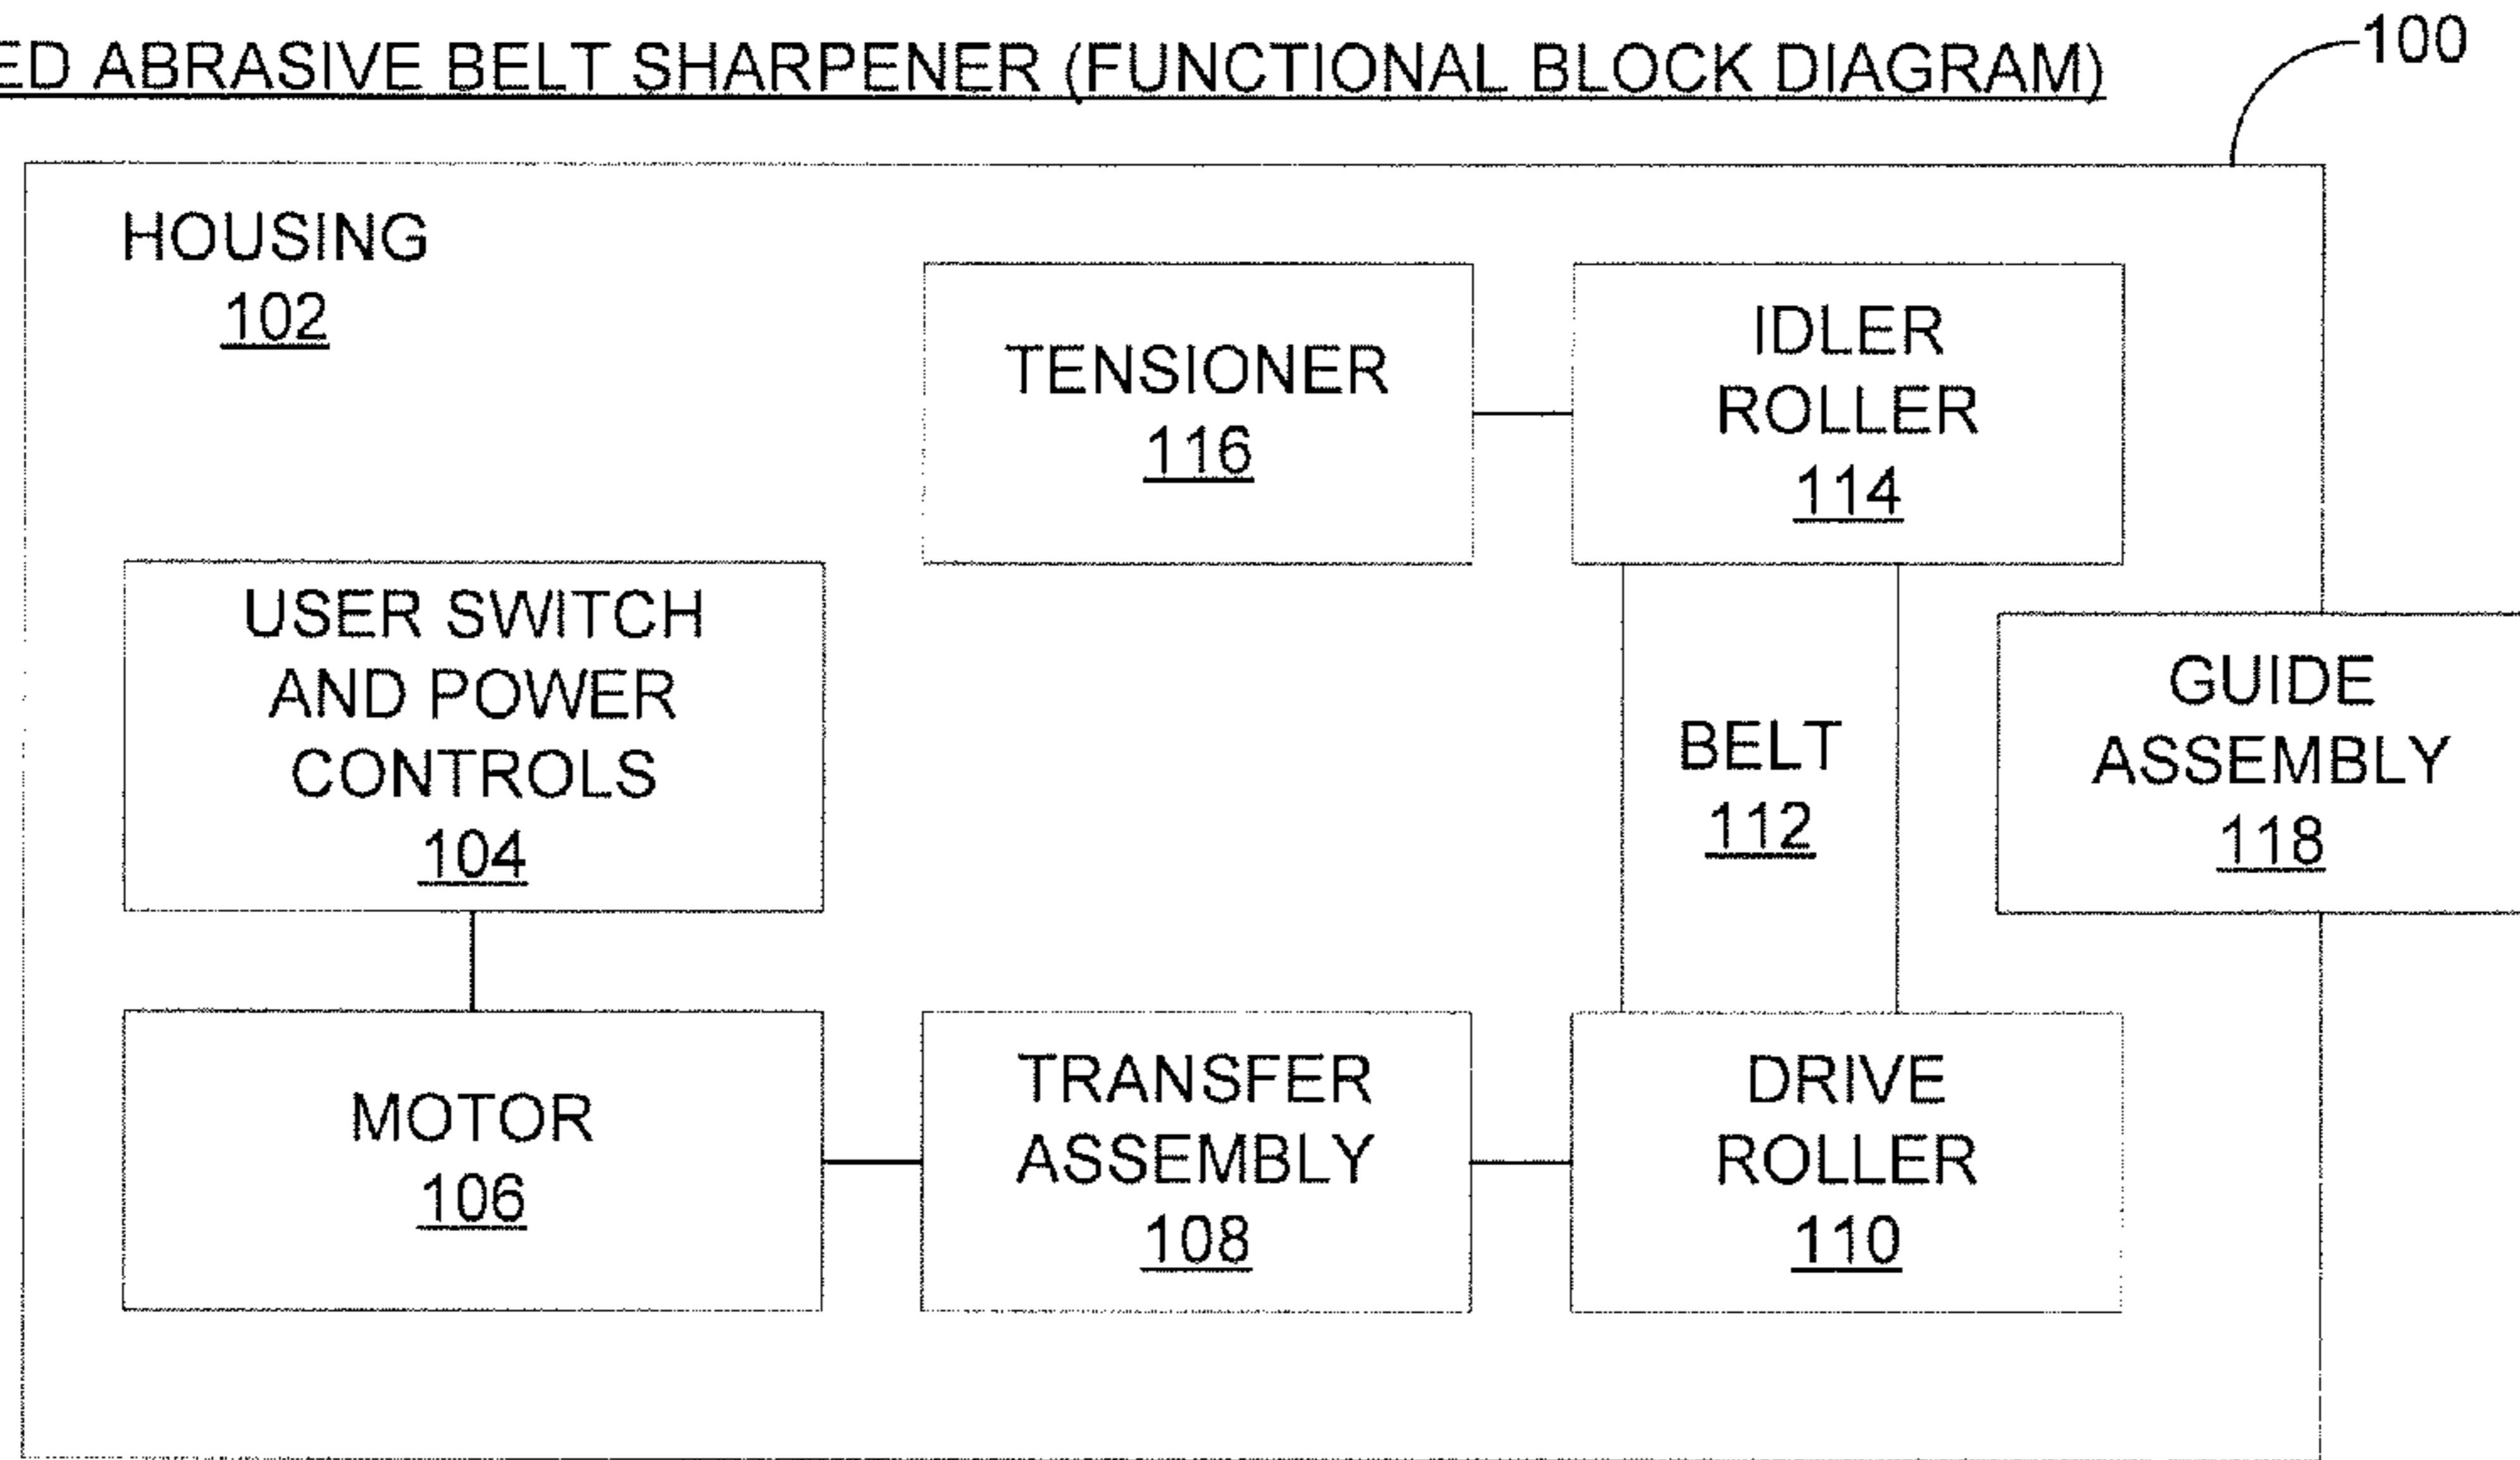 ED ABRASIVE BELT SHARPENER (FUNCTIONAL BLOCK DIAGRAM)
100
HOUSING
102
TENSIONER
116
IDLER
ROLLER
114
USER SWITCH
AND POWER
CONTROLS
104
BELT
112
GUIDE
ASSEMBLY
118
MOTOR
106
TRANSFER
ASSEMBLY
108
DRIVE
ROLLER
110